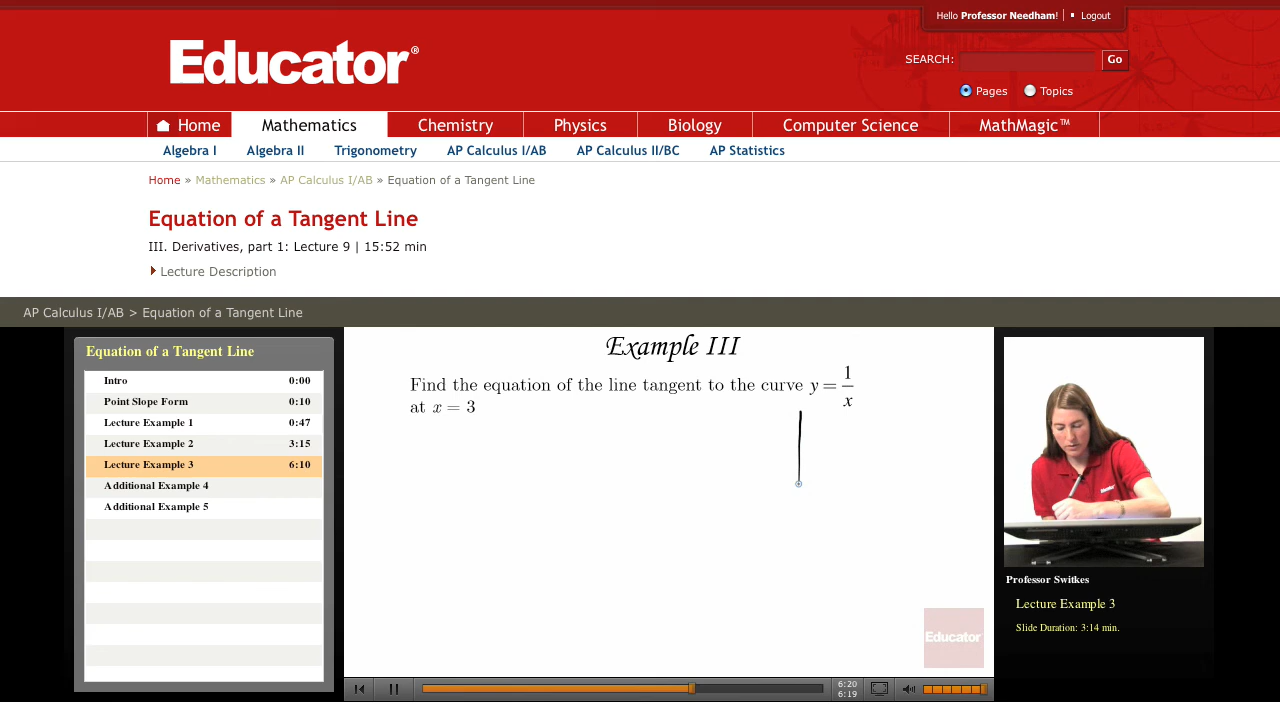 Hello Professor Needham! Logout
Educator®
SEARCH: Go
Pages Topics
Home Mathematics Chemistry Physics Biology Computer Science MathMagic™
Algebra I Algebra II Trigonometry AP Calculus I/AB AP Calculus II/BC AP Statistics
Home » Mathematics » AP Calculus I/AB » Equation of a Tangent Line
Equation of a Tangent Line
III. Derivatives, part 1: Lecture 9 | 15:52 min
Lecture Description
AP Calculus I/AB > Equation of a Tangent Line
Equation of a Tangent Line
Intro 0:00
Point Slope Form 0:10
Lecture Example 1 0:47
Lecture Example 2 3:15
Lecture Example 3 6:10
Additional Example 4
Additional Example 5
Example III
Find the equation of the line tangent to the curve y = 1/x
at x = 3
Educator
6:20
6:19
Professor Switkes
Lecture Example 3
Slide Duration: 3:14 min.